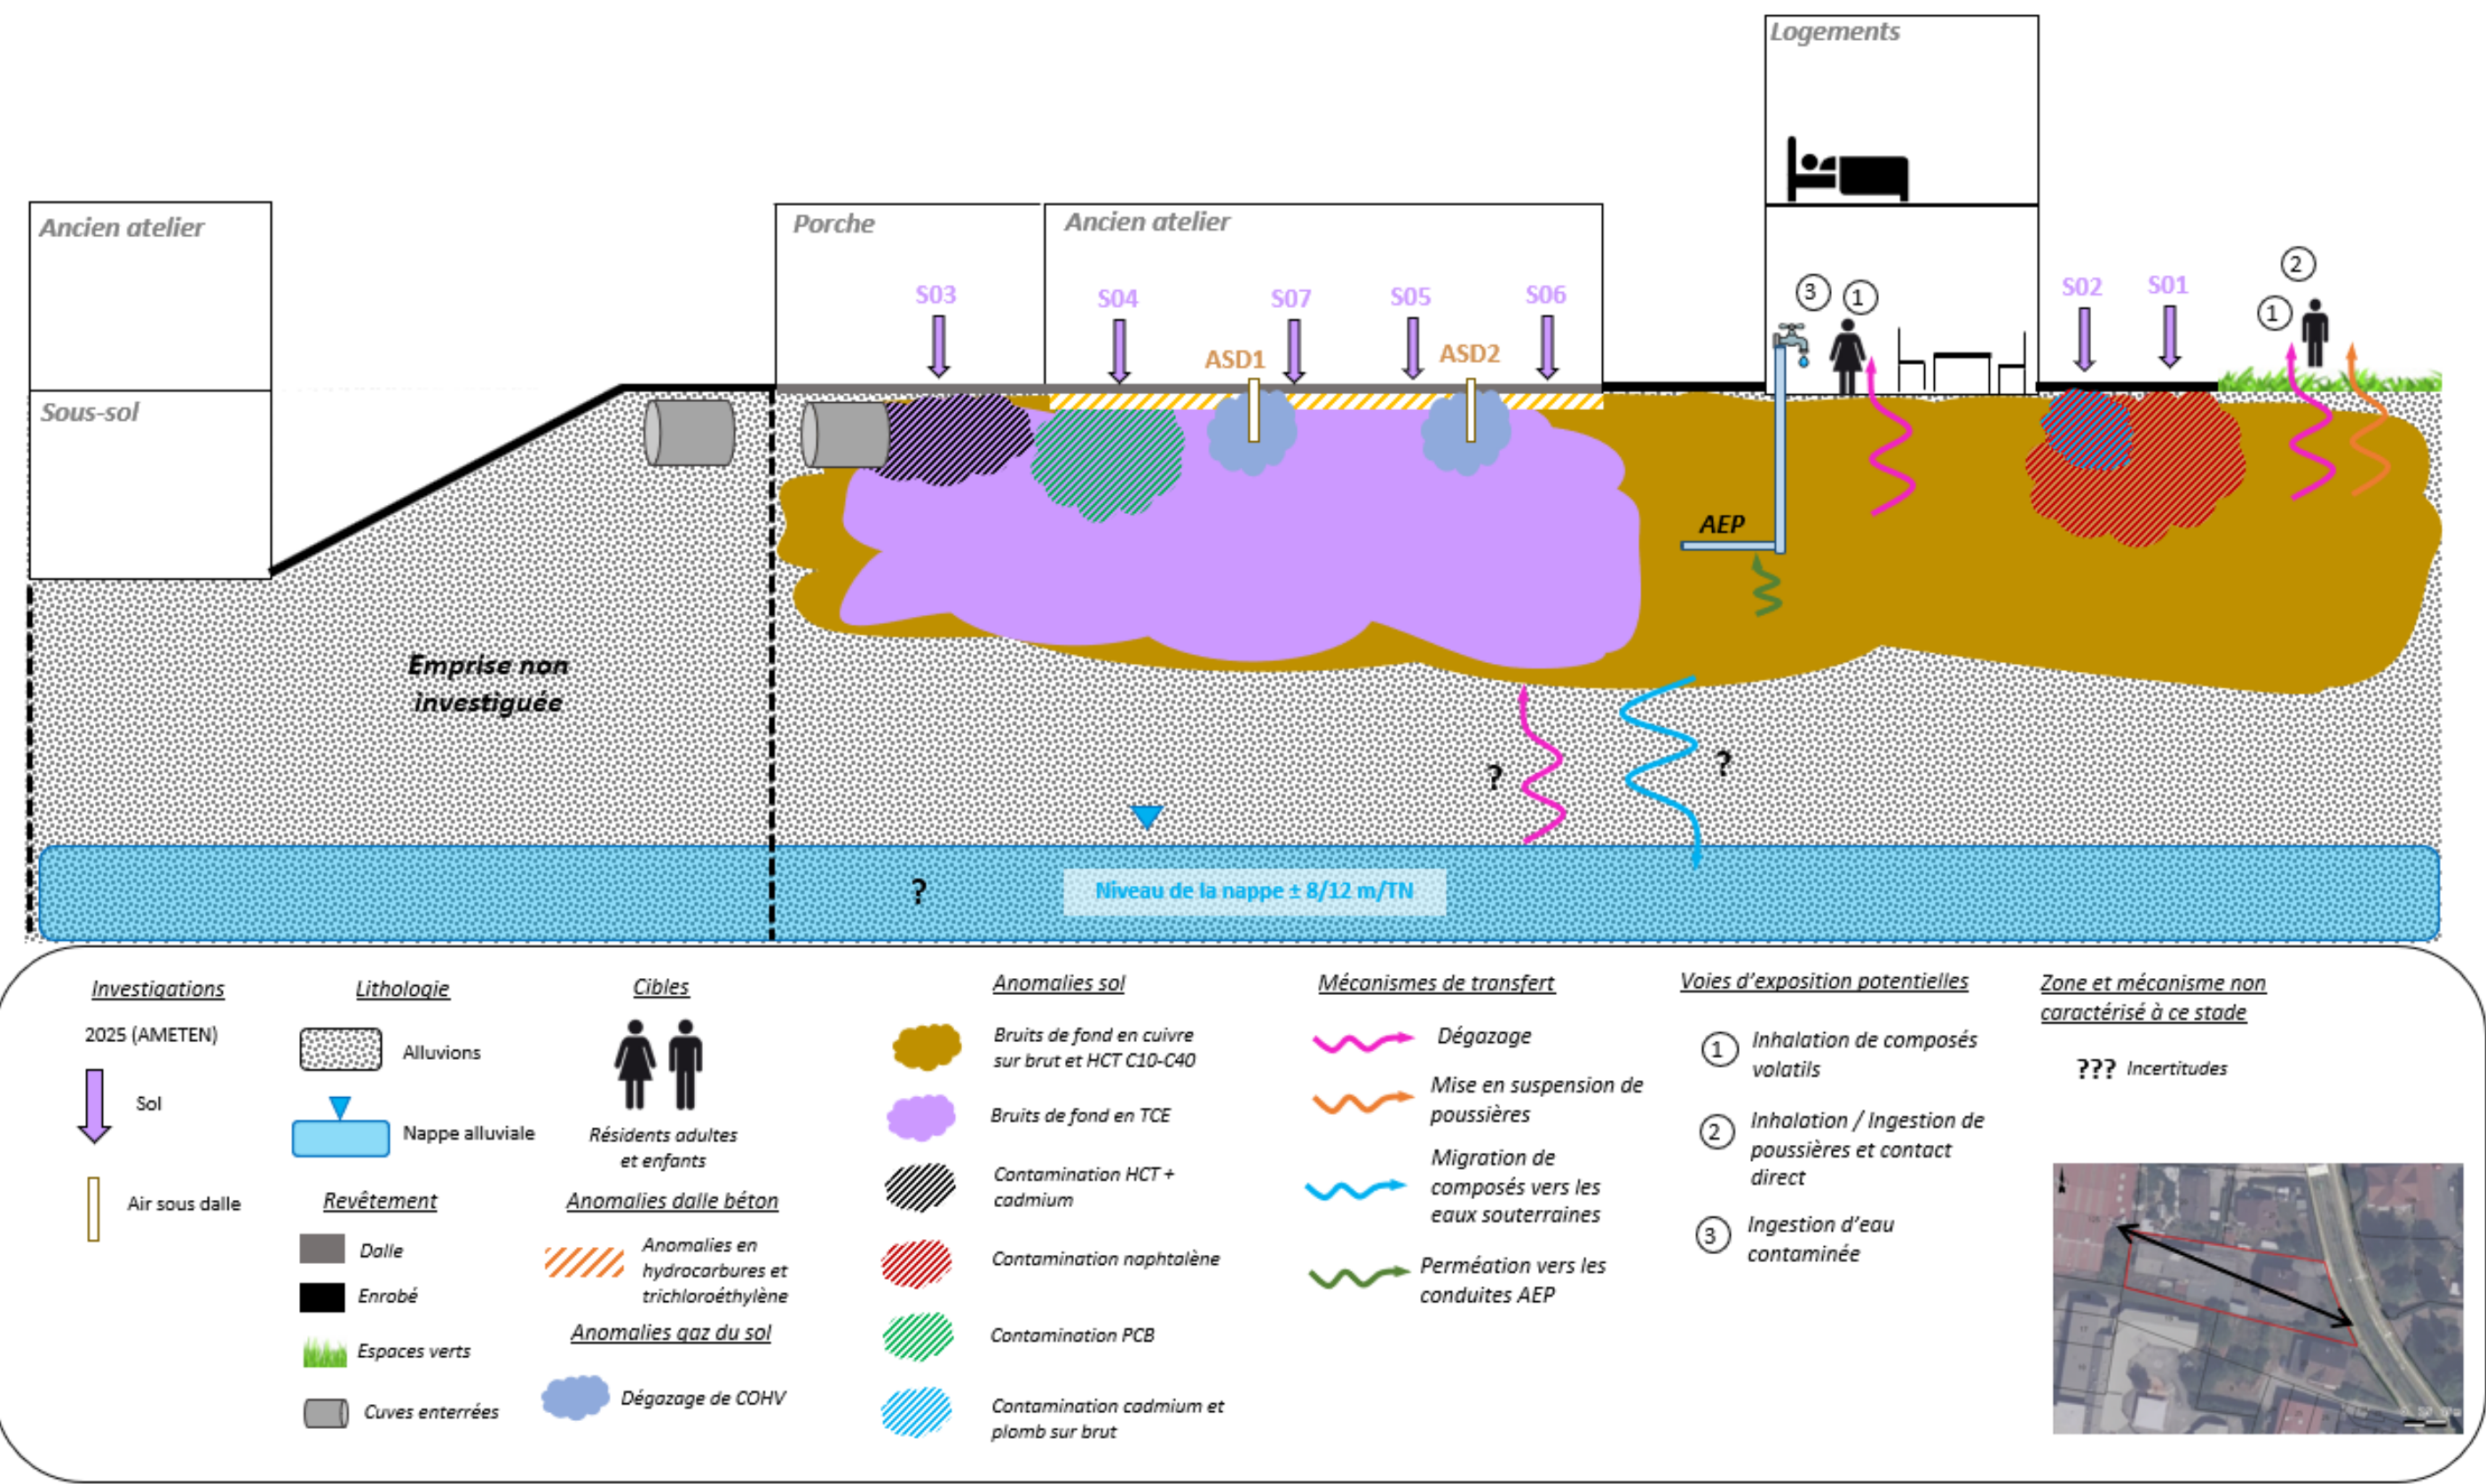 Logements
Ancien atelier
Porche
Ancien atelier
S03
S04
S07
S05
S06
ASD1
ASD2
3
1
S02
S01
2
1
Sous-sol
AEP
Emprise non
investiguée
?
?
?
Niveau de la nappe ± 8/12 m/TN
Investigations
2025 (AMETEN)
Sol
Air sous dalle
Lithologie
Alluvions
Nappe alluviale
Revêtement
Dalle
Enrobé
Espaces verts
Cuves enterrées
Cibles
Résidents adultes
et enfants
Anomalies dalle béton
Anomalies en
hydrocarbures et
trichloroéthylène
Anomalies gaz du sol
Dégazage de COHV
Anomalies sol
Bruits de fond en cuivre
sur brut et HCT C10-C40
Bruits de fond en TCE
Contamination HCT +
cadmium
Contamination naphtalène
Contamination PCB
Contamination cadmium et
plomb sur brut
Mécanismes de transfert
Dégazage
Mise en suspension de
poussières
Migration de
composés vers les
eaux souterraines
Perméation vers les
conduites AEP
Voies d'exposition potentielles
1
Inhalation de composés
volatils
2
Inhalation / Ingestion de
poussières et contact
direct
3
Ingestion d'eau
contaminée
Zone et mécanisme non
caractérisé à ce stade
??? Incertitudes